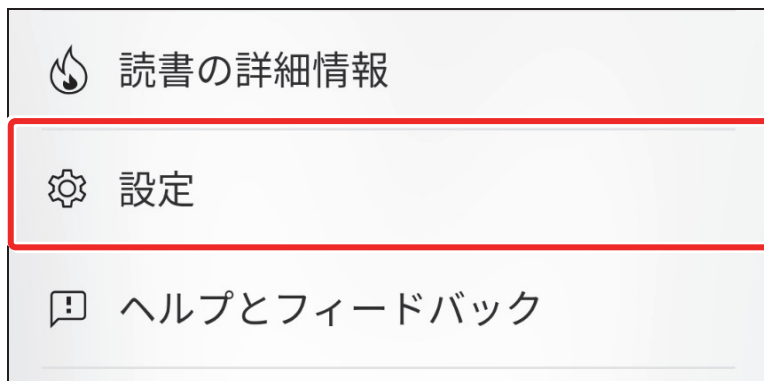 読書の詳細情報
設定
ヘルプとフィードバック